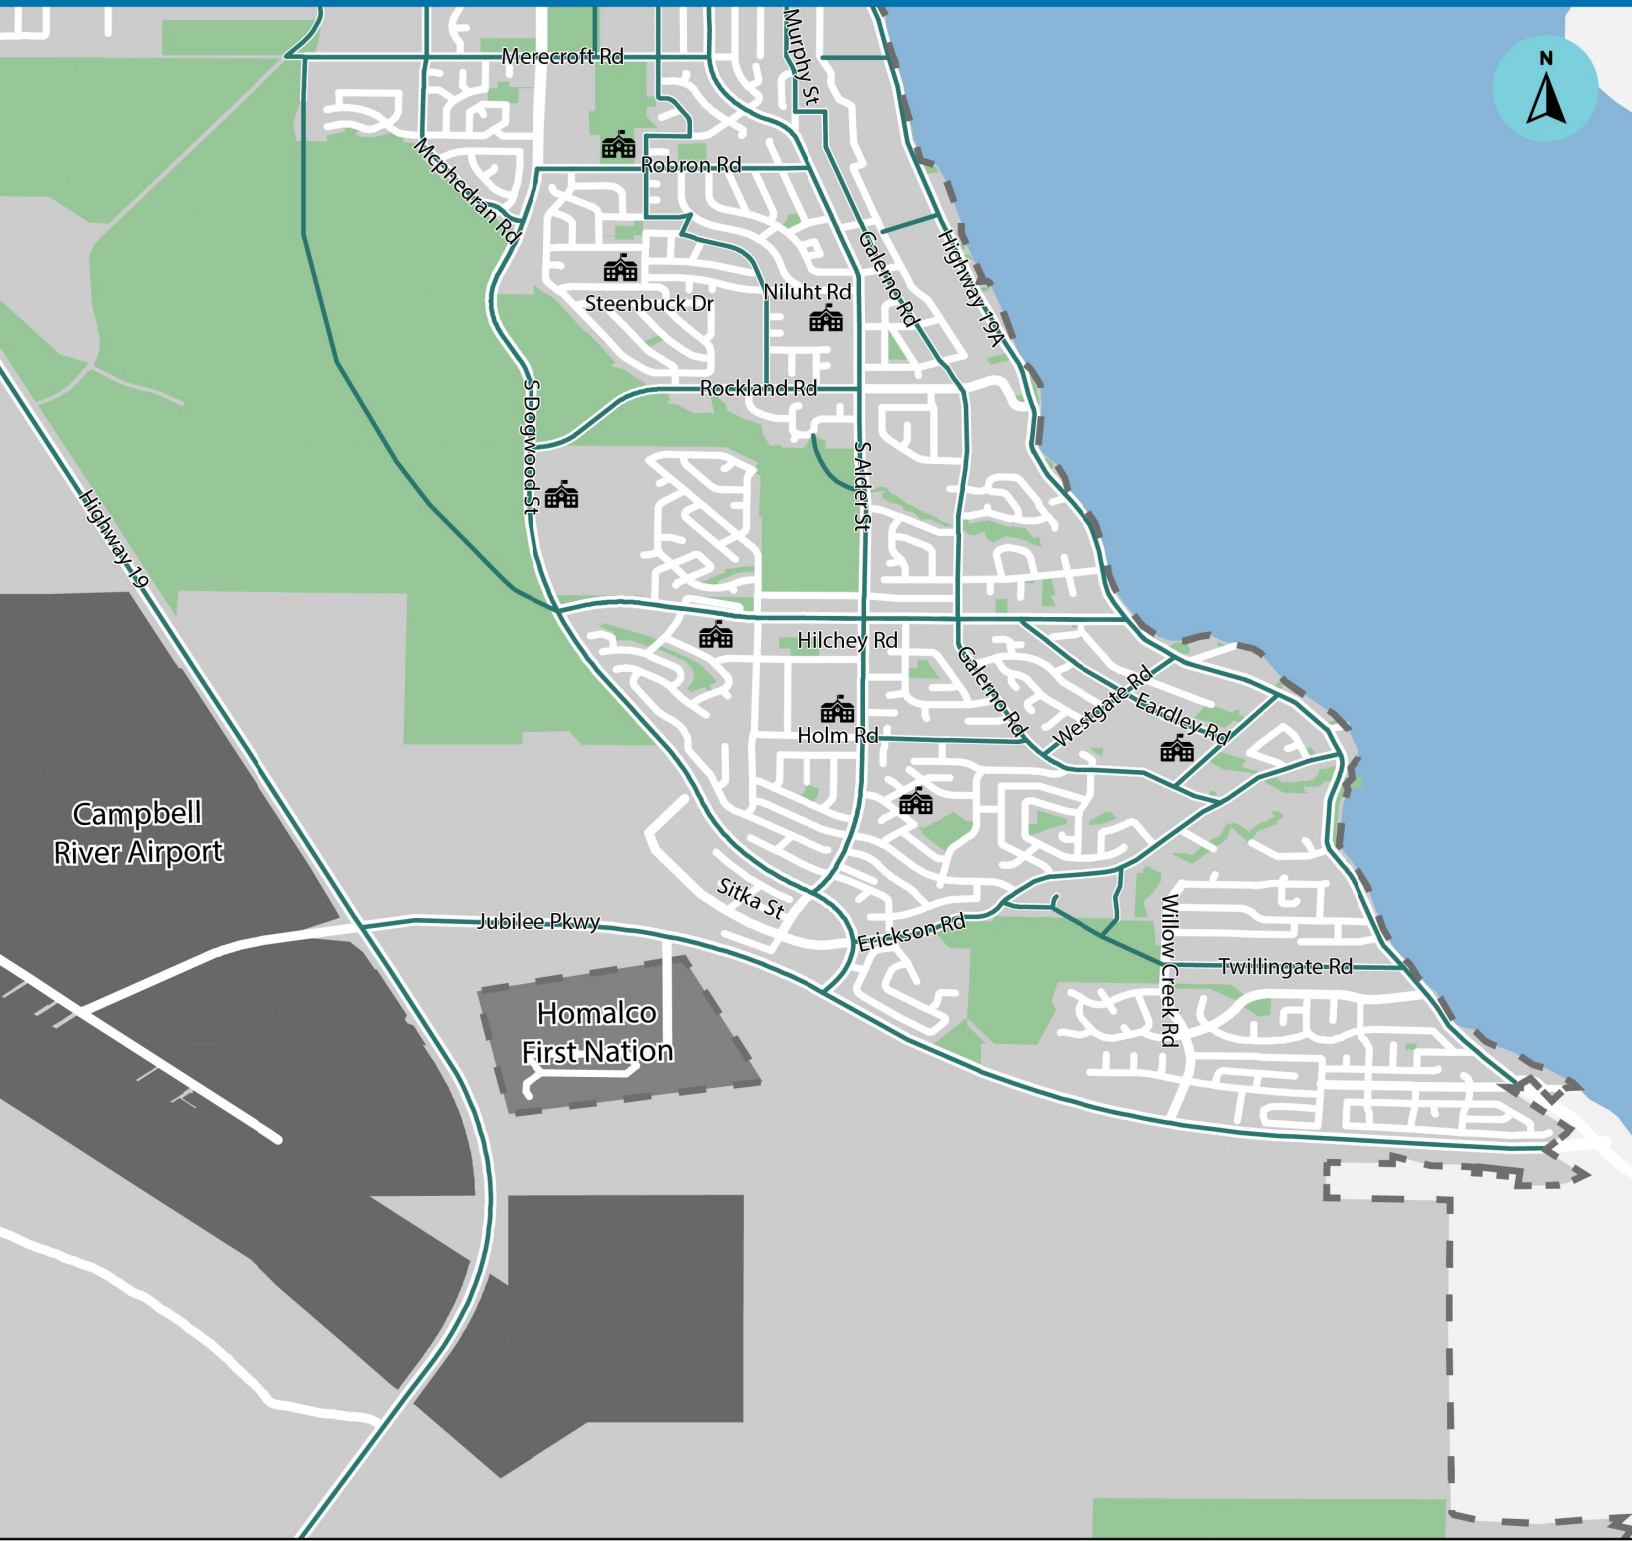 Murphy St
N
Merecroft Rd
Mcphedran Rd
Robron Rd
Galerno Rd
Highway 19A
Niluht Rd
Steenbuck Dr
S Dogwood St
Rockland Rd
S Alder St
Highway 19
Hilchey Rd
Galerno Rd
Westgate Rd
Eardley Rd
Holm Rd
Campbell
River Airport
Sitka St
Jubilee Pkwy
Erickson Rd
Willow Creek Rd
Twillingate Rd
Homalco
First Nation